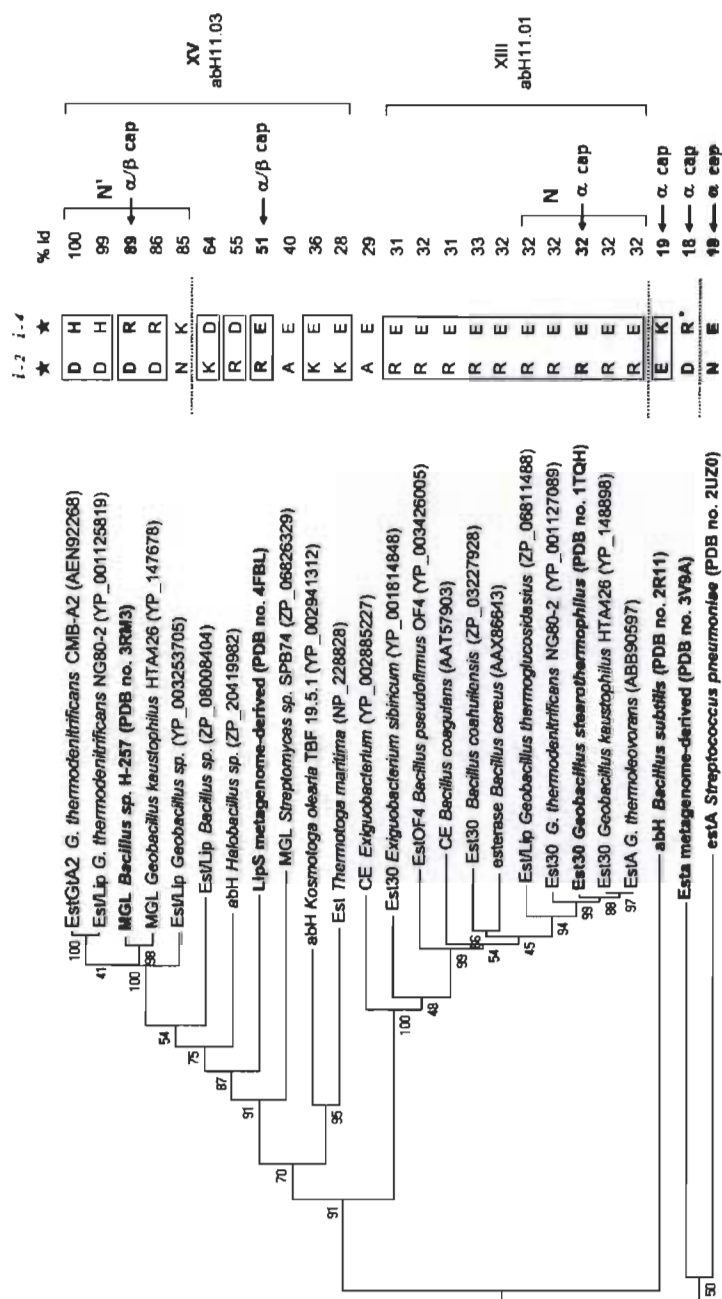 i-2 i-4 % Id
★ ★
EstGtA2 G. thermodenitrificans CMB-A2 (AEN92268) D H 100
Est/Lip G. thermodenitrificans NG80-2 (YP_001125819) D H 99
MGL Bacillus sp. H-257 (PDB no. 3RM3) D R 89 α/β cap
MGL Geobacillus kaustophilus HTA426 (YP_147678) D R 86
Est/Lip Geobacillus sp. (YP_003253705) N K 85
Est/Lip Bacillus sp. (ZP_08008404) K D 64
abH Halobacillus sp. (ZP_20419982) R D 55
LipS metagenome-derived (PDB no. 4FBL) R E 51 α/β cap
MGL Streptomyces sp. SPB74 (ZP_06826329) A E 40
abH Kosmotoga olearia TBF 19.5.1 (YP_002941312) K E 36
Est Thermotoga maritima (NP_228828) K E 28
CE Exiguobacterium (YP_002885227) A E 29
Est30 Exiguobacterium sibiricum (YP_001814848) R E 31
EstOF4 Bacillus pseudofirmus OF4 (YP_003426005) R E 32
CE Bacillus coagulans (AAT57903) R E 31
Est30 Bacillus coahuilensis (ZP_03227928) R E 33
esterase Bacillus cereus (AAX86643) R E 32
Est/Lip Geobacillus thermoglucosidasius (ZP_06811488) R E 32
Est30 G. thermodenitrificans NG80-2 (YP_001127089) R E 32
Est30 Geobacillus stearothermophilus (PDB no. 1TQH) R E 32 α cap
Est30 Geobacillus kaustophilus HTA426 (YP_148898) R E 32
EstA G. thermoleovorans (ABB90597) R E 32
abH Bacillus subtilis (PDB no. 2R11) E K 19 α cap
Esta metagenome-derived (PDB no. 3V9A) D R* 18 α cap
estA Streptococcus pneumoniae (PDB no. 2UZ0) N E α cap
N'
XV
abH11.03
N
XIII
abH11.01
100
41
98
100
54
75
87
91
95
70
91
100
48
99
66
54
45
94
99
88
97
50